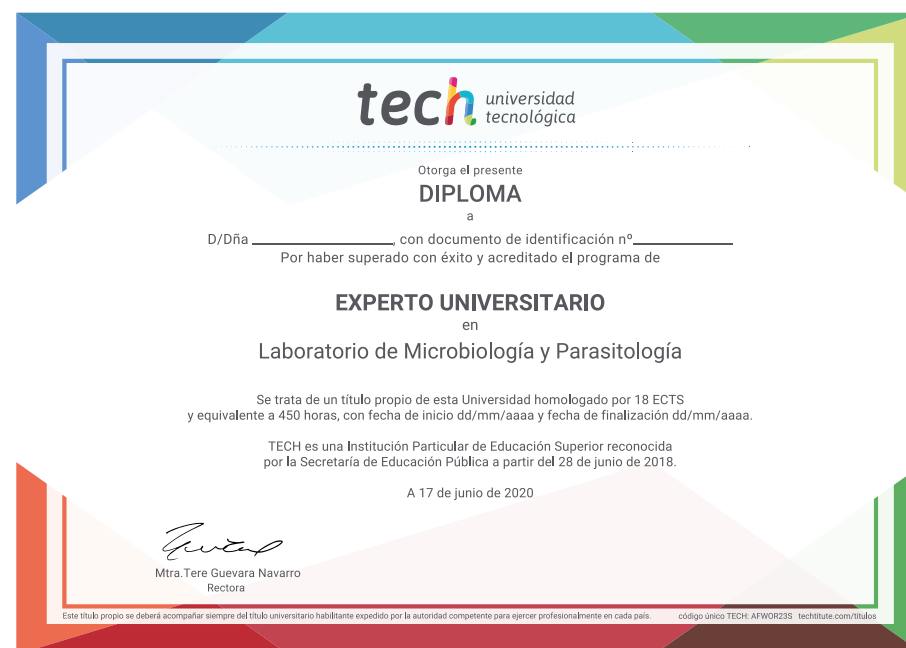 tech universidad
tecnológica
Otorga el presente
DIPLOMA
a
D/Dña ____________, con documento de identificación nº____________
Por haber superado con éxito y acreditado el programa de
EXPERTO UNIVERSITARIO
en
Laboratorio de Microbiología y Parasitología
Se trata de un título propio de esta Universidad homologado por 18 ECTS
y equivalente a 450 horas, con fecha de inicio dd/mm/aaaa y fecha de finalización dd/mm/aaaa.
TECH es una Institución Particular de Educación Superior reconocida
por la Secretaría de Educación Pública a partir del 28 de junio de 2018.
A 17 de junio de 2020
Mtra.Tere Guevara Navarro
Rectora
Este título propio se deberá acompañar siempre del título universitario habilitante expedido por la autoridad competente para ejercer profesionalmente en cada país. código único TECH: AFWOR23S techtitute.com/titulos